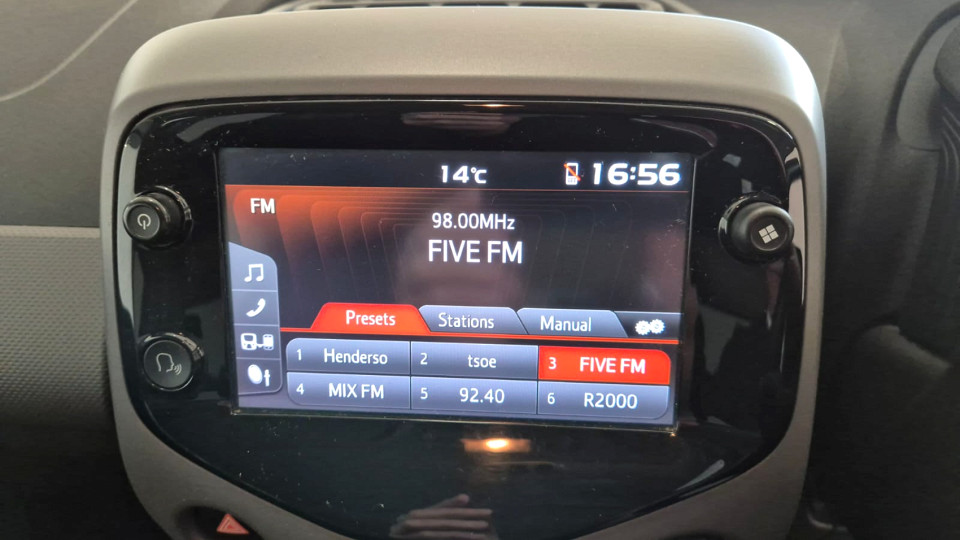 14°C 16:56
FM
98.00MHz
FIVE FM
Presets Stations Manual
1 Henderso 2 tsoe 3 FIVE FM
4 MIX FM 5 92.40 6 R2000